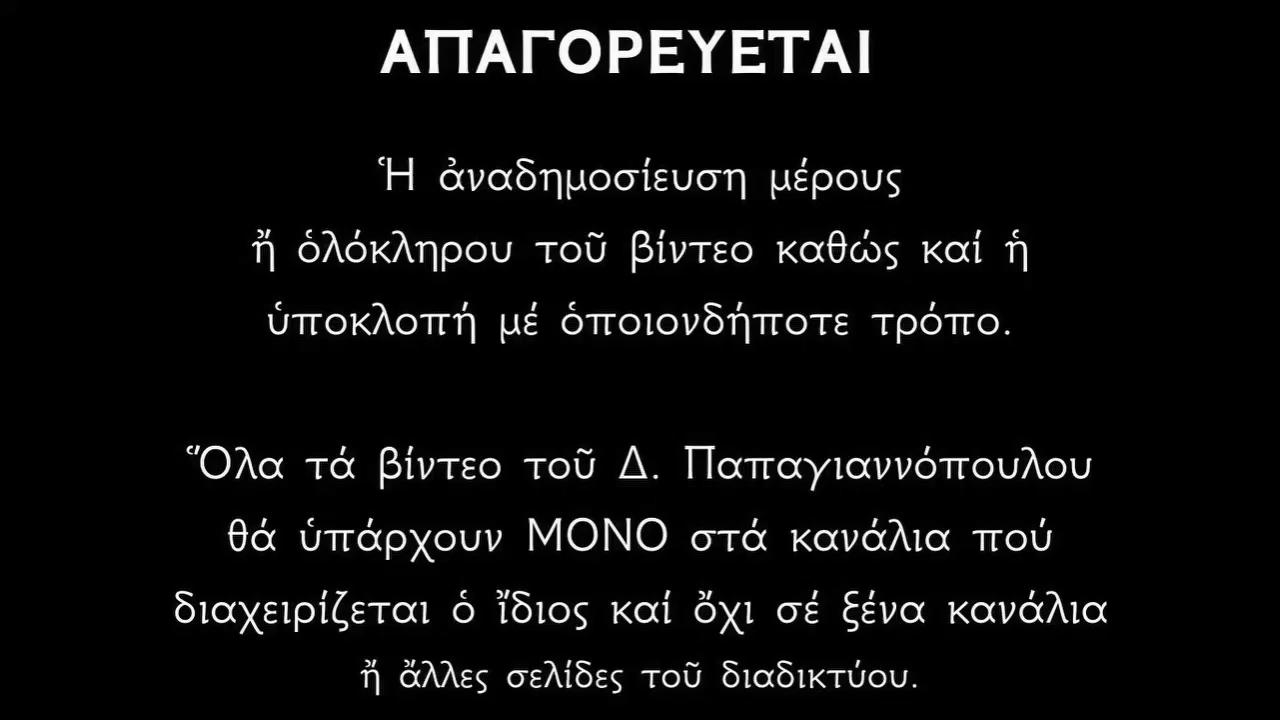 ΑΠΑΓΟΡΕΥΕΤΑΙ
Ἡ ἀναδημοσίευση μέρους
ἤ ὁλόκληρου τοῦ βίντεο καθώς καί ἡ
ὑποκλοπή μέ ὁποιονδήποτε τρόπο.
Ὅλα τά βίντεο τοῦ Δ. Παπαγιαννόπουλου
θά ὑπάρχουν ΜΟΝΟ στά κανάλια πού
διαχειρίζεται ὁ ἴδιος καί ὄχι σέ ξένα κανάλια
ἤ ἄλλες σελίδες τοῦ διαδικτύου.